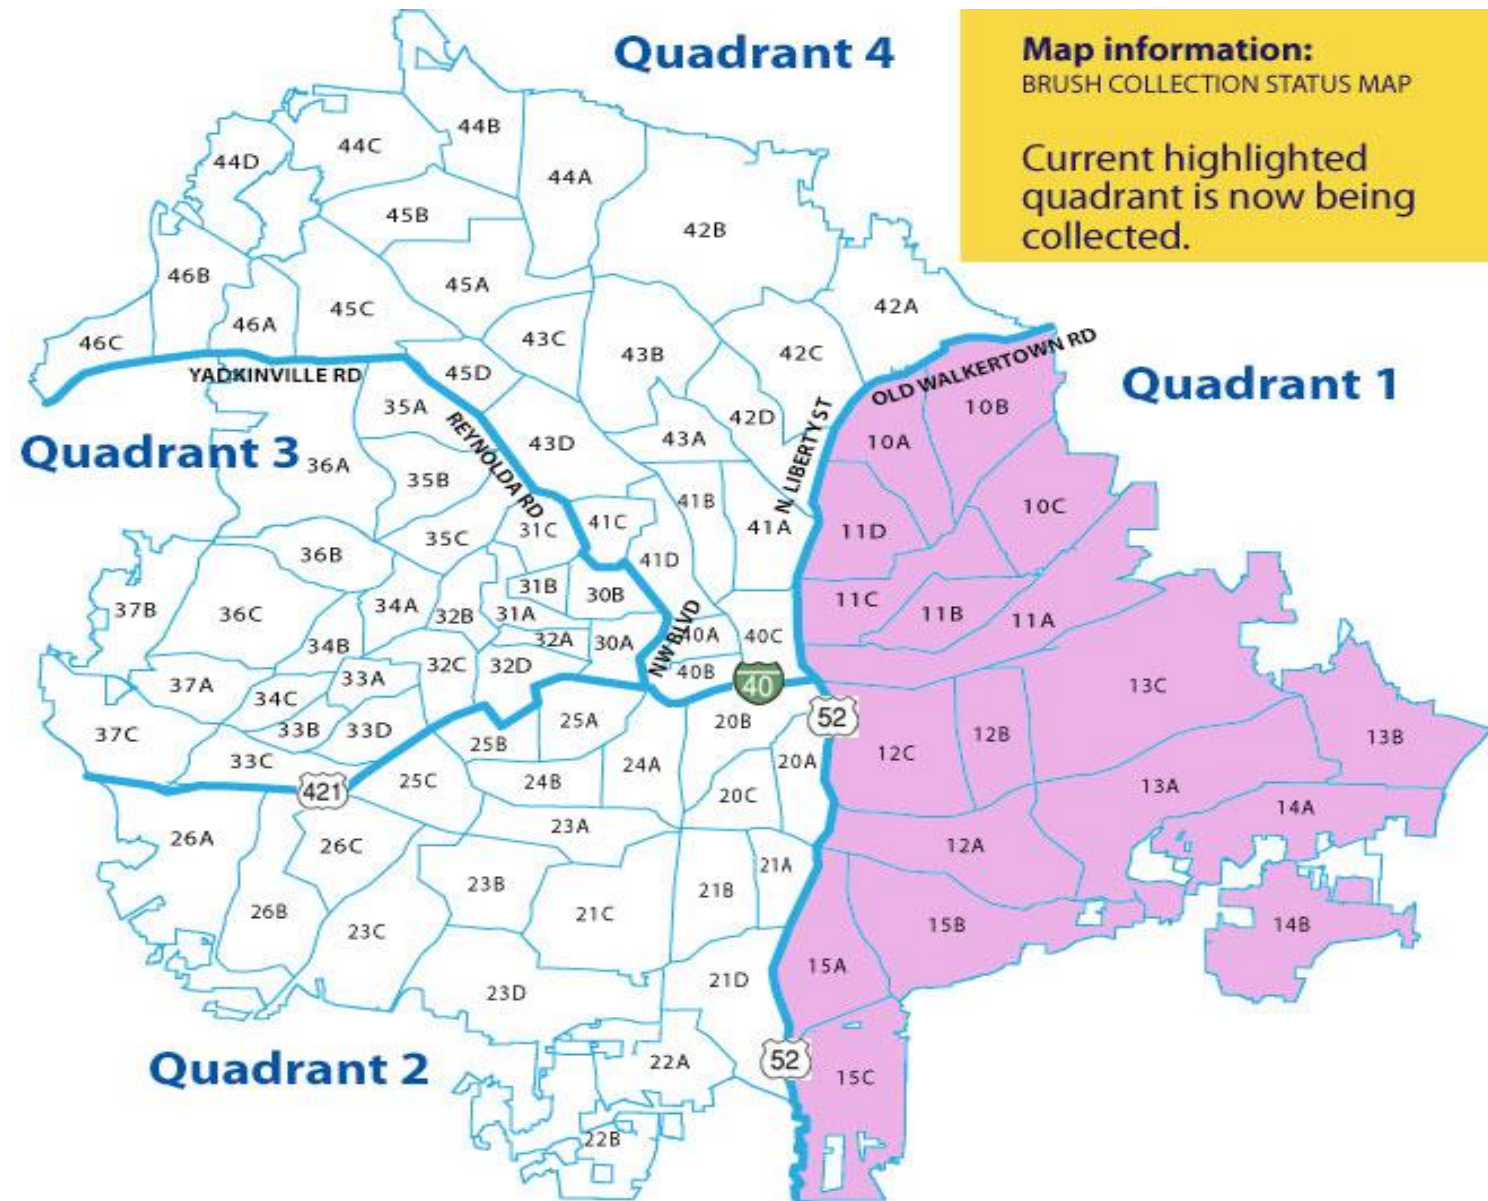 Quadrant 4
Map information:
BRUSH COLLECTION STATUS MAP
Current highlighted
quadrant is now being
collected.
44B
44C
44D
44A
45B
42B
46B
45A
45C
42A
46A
43C
46C
43B
42C
OLD WALKERTOWN RD
YADKINVILLE RD
45D
Quadrant 1
35A
10B
42D
N. LIBERTY ST
REYNOLDA RD
43D
43A
10A
Quadrant 3
36A
35B
41B
10C
31C
41C
41A
11D
35C
36B
41D
31B
30B
11C
37B
36C
34A
32B
31A
11B
11A
NW BLVD
40A
40C
34B
32A
30A
32C
32D
40B
40
37A
33A
13C
34C
52
25A
20B
33B
33D
37C
25B
12B
13B
12C
33C
24A
20A
25C
24B
421
20C
13A
14A
23A
26A
26C
12A
21A
23B
21B
26B
21C
15B
14B
23C
15A
21D
23D
Quadrant 2
22A
52
15C
22B